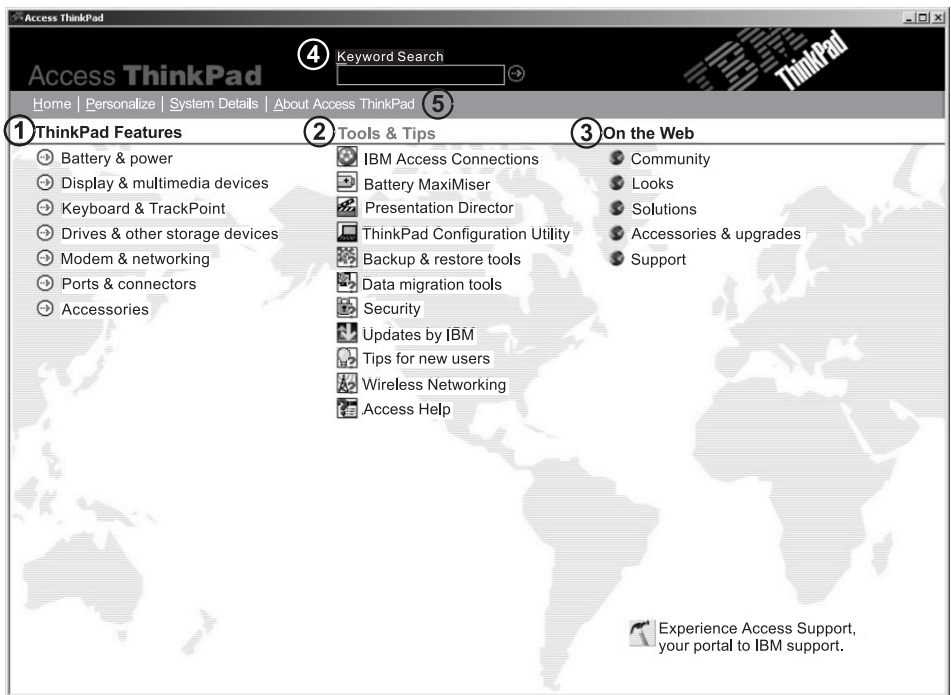 Access ThinkPad
4 Keyword Search
Access ThinkPad
IBM ThinkPad
Home | Personalize | System Details | About Access ThinkPad 5
1 ThinkPad Features
Battery & power
Display & multimedia devices
Keyboard & TrackPoint
Drives & other storage devices
Modem & networking
Ports & connectors
Accessories
2 Tools & Tips
IBM Access Connections
Battery MaxiMiser
Presentation Director
ThinkPad Configuration Utility
Backup & restore tools
Data migration tools
Security
Updates by IBM
Tips for new users
Wireless Networking
.Access Help
3 On the Web
Community
Looks
Solutions
Accessories & upgrades
Support
Experience Access Support,
your portal to IBM support.